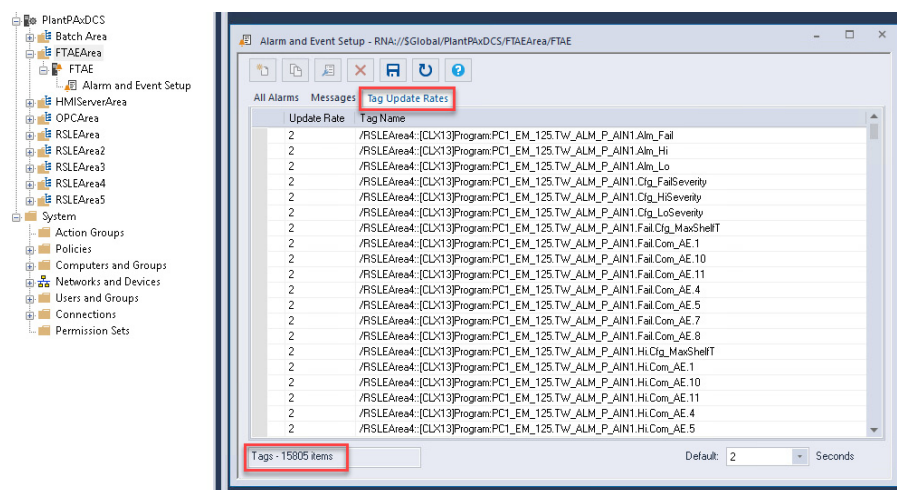 PlantPAxDCS
Batch Area
FTAEArea
FTAE
Alarm and Event Setup
HMIServerArea
OPCArea
RSLEArea
RSLEArea2
RSLEArea3
RSLEArea4
RSLEArea5
System
Action Groups
Policies
Computers and Groups
Networks and Devices
Users and Groups
Connections
Permission Sets
Alarm and Event Setup - RNA://$Global/PlantPAxDCS/FTAEArea/FTAE
All Alarms Messages Tag Update Rates
Update Rate Tag Name
2 /RSLEArea4::[CLX13]Program:PC1_EM_125.TW_ALM_P_AIN1.Alm_Fail
2 /RSLEArea4::[CLX13]Program:PC1_EM_125.TW_ALM_P_AIN1.Alm_Hi
2 /RSLEArea4::[CLX13]Program:PC1_EM_125.TW_ALM_P_AIN1.Alm_Lo
2 /RSLEArea4::[CLX13]Program:PC1_EM_125.TW_ALM_P_AIN1.Cfg_FailSeverity
2 /RSLEArea4::[CLX13]Program:PC1_EM_125.TW_ALM_P_AIN1.Cfg_HiSeverity
2 /RSLEArea4::[CLX13]Program:PC1_EM_125.TW_ALM_P_AIN1.Cfg_LoSeverity
2 /RSLEArea4::[CLX13]Program:PC1_EM_125.TW_ALM_P_AIN1.Fail.Cfg_MaxShelfT
2 /RSLEArea4::[CLX13]Program:PC1_EM_125.TW_ALM_P_AIN1.Fail.Com_AE.1
2 /RSLEArea4::[CLX13]Program:PC1_EM_125.TW_ALM_P_AIN1.Fail.Com_AE.10
2 /RSLEArea4::[CLX13]Program:PC1_EM_125.TW_ALM_P_AIN1.Fail.Com_AE.11
2 /RSLEArea4::[CLX13]Program:PC1_EM_125.TW_ALM_P_AIN1.Fail.Com_AE.4
2 /RSLEArea4::[CLX13]Program:PC1_EM_125.TW_ALM_P_AIN1.Fail.Com_AE.5
2 /RSLEArea4::[CLX13]Program:PC1_EM_125.TW_ALM_P_AIN1.Fail.Com_AE.7
2 /RSLEArea4::[CLX13]Program:PC1_EM_125.TW_ALM_P_AIN1.Fail.Com_AE.8
2 /RSLEArea4::[CLX13]Program:PC1_EM_125.TW_ALM_P_AIN1.Hi.Cfg_MaxShelfT
2 /RSLEArea4::[CLX13]Program:PC1_EM_125.TW_ALM_P_AIN1.Hi.Com_AE.1
2 /RSLEArea4::[CLX13]Program:PC1_EM_125.TW_ALM_P_AIN1.Hi.Com_AE.10
2 /RSLEArea4::[CLX13]Program:PC1_EM_125.TW_ALM_P_AIN1.Hi.Com_AE.11
2 /RSLEArea4::[CLX13]Program:PC1_EM_125.TW_ALM_P_AIN1.Hi.Com_AE.4
2 /RSLEArea4::[CLX13]Program:PC1_EM_125.TW_ALM_P_AIN1.Hi.Com_AE.5
Tags - 15805 items Default: 2 Seconds